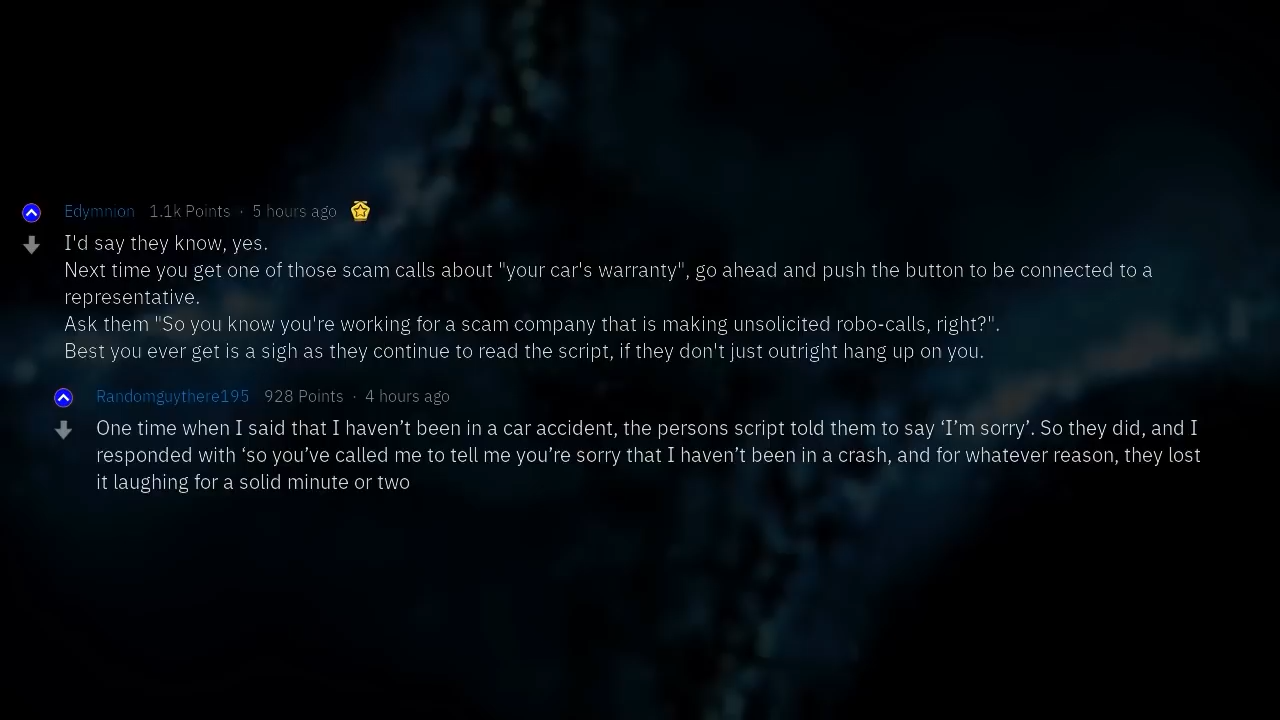 Edymnion 1.1k Points · 5 hours ago
I'd say they know, yes.
Next time you get one of those scam calls about "your car's warranty", go ahead and push the button to be connected to a
representative.
Ask them "So you know you're working for a scam company that is making unsolicited robo-calls, right?".
Best you ever get is a sigh as they continue to read the script, if they don't just outright hang up on you.
Randomguythere195 928 Points · 4 hours ago
One time when I said that I haven’t been in a car accident, the persons script told them to say ‘I’m sorry’. So they did, and I
responded with ‘so you’ve called me to tell me you’re sorry that I haven’t been in a crash, and for whatever reason, they lost
it laughing for a solid minute or two